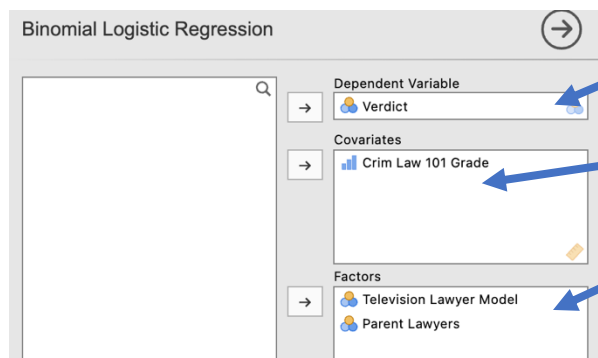 Binomial Logistic Regression
Dependent Variable
Verdict
Covariates
Crim Law 101 Grade
Factors
Television Lawyer Model
Parent Lawyers